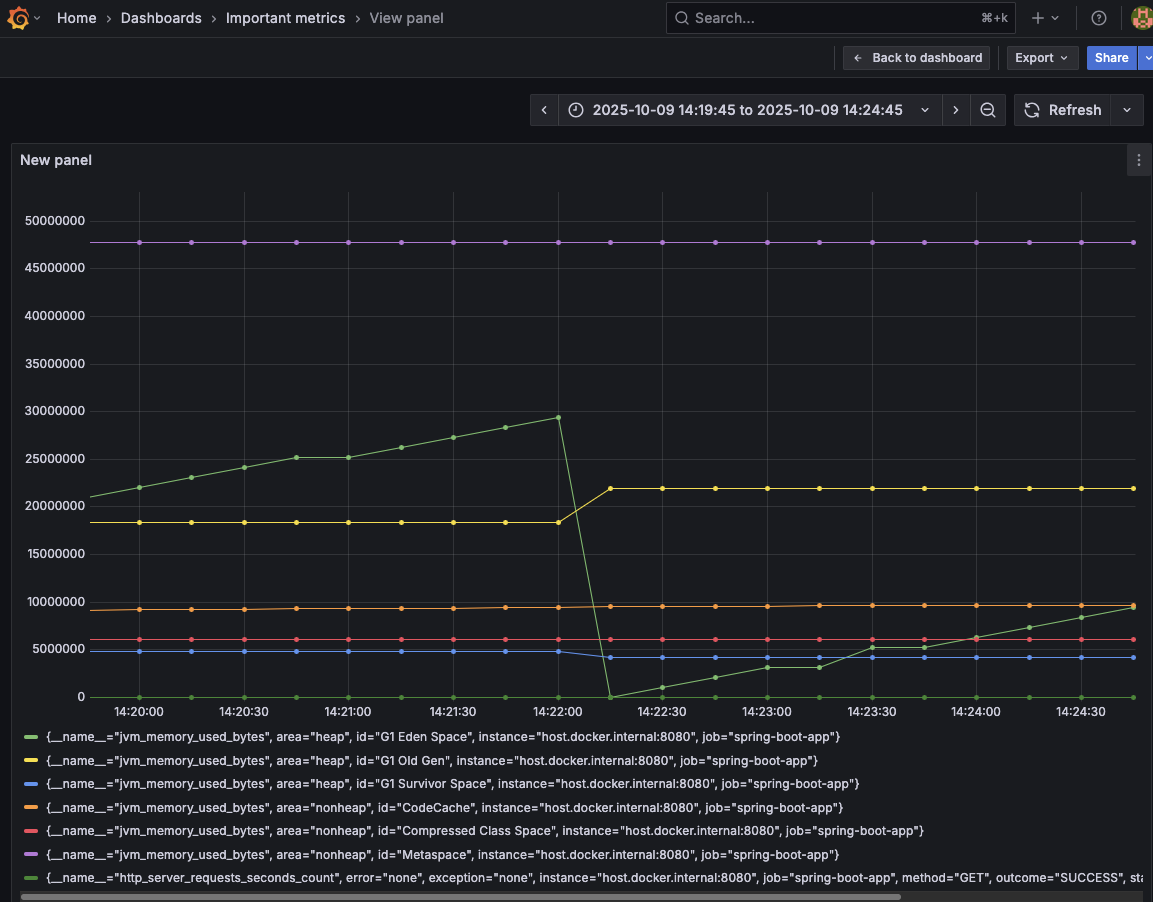 Home › Dashboards › Important metrics › View panel Search... ⌘+k
Back to dashboard Export Share
2025-10-09 14:19:45 to 2025-10-09 14:24:45 Refresh
New panel
50000000
45000000
40000000
35000000
30000000
25000000
20000000
15000000
10000000
5000000
0
14:20:00 14:20:30 14:21:00 14:21:30 14:22:00 14:22:30 14:23:00 14:23:30 14:24:00 14:24:30
{__name__="jvm_memory_used_bytes", area="heap", id="G1 Eden Space", instance="host.docker.internal:8080", job="spring-boot-app"}
{__name__="jvm_memory_used_bytes", area="heap", id="G1 Old Gen", instance="host.docker.internal:8080", job="spring-boot-app"}
{__name__="jvm_memory_used_bytes", area="heap", id="G1 Survivor Space", instance="host.docker.internal:8080", job="spring-boot-app"}
{__name__="jvm_memory_used_bytes", area="nonheap", id="CodeCache", instance="host.docker.internal:8080", job="spring-boot-app"}
{__name__="jvm_memory_used_bytes", area="nonheap", id="Compressed Class Space", instance="host.docker.internal:8080", job="spring-boot-app"}
{__name__="jvm_memory_used_bytes", area="nonheap", id="Metaspace", instance="host.docker.internal:8080", job="spring-boot-app"}
{__name__="http_server_requests_seconds_count", error="none", exception="none", instance="host.docker.internal:8080", job="spring-boot-app", method="GET", outcome="SUCCESS",